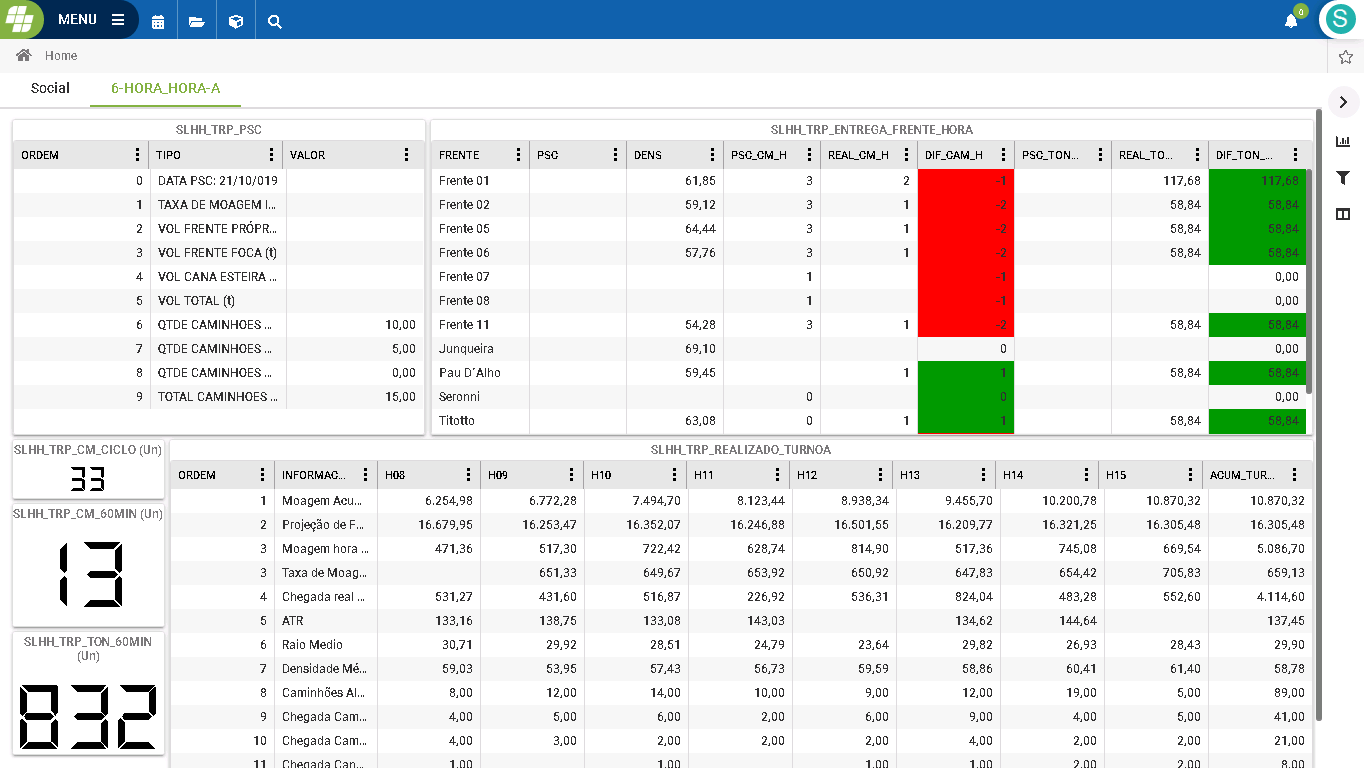 MENU
0
S
Home
Social 6-HORA_HORA-A
SLHH_TRP_PSC
ORDEM TIPO VALOR
0 DATA PSC: 21/10/019
1 TAXA DE MOAGEM I...
2 VOL FRENTE PRÓPR...
3 VOL FRENTE FOCA (t)
4 VOL CANA ESTEIRA ...
5 VOL TOTAL (t)
6 QTDE CAMINHOES ... 10,00
7 QTDE CAMINHOES ... 5,00
8 QTDE CAMINHOES ... 0,00
9 TOTAL CAMINHOES ... 15,00
SLHH_TRP_ENTREGA_FRENTE_HORA
FRENTE PSC DENS PSC_CM_H REAL_CM_H DIF_CAM_H PSC_TON... REAL_TO... DIF_TON_...
Frente 01 61,85 3 2 -1 117,68 117,68
Frente 02 59,12 3 1 -2 58,84 58,84
Frente 05 64,44 3 1 -2 58,84 58,84
Frente 06 57,76 3 1 -2 58,84 58,84
Frente 07 1 -1 0,00
Frente 08 1 -1 0,00
Frente 11 54,28 3 1 -2 58,84 58,84
Junqueira 69,10 0 0,00
Pau D´Alho 59,45 1 1 58,84 58,84
Seronni 0 0 0,00
Titotto 63,08 0 1 1 58,84 58,84
SLHH_TRP_CM_CICLO (Un)
33
SLHH_TRP_CM_60MIN (Un)
13
SLHH_TRP_TON_60MIN
(Un)
832
SLHH_TRP_REALIZADO_TURNOA
ORDEM INFORMAC... H08 H09 H10 H11 H12 H13 H14 H15 ACUM_TUR...
1 Moagem Acu... 6.254,98 6.772,28 7.494,70 8.123,44 8.938,34 9.455,70 10.200,78 10.870,32 10.870,32
2 Projeção de F... 16.679,95 16.253,47 16.352,07 16.246,88 16.501,55 16.209,77 16.321,25 16.305,48 16.305,48
3 Moagem hora ... 471,36 517,30 722,42 628,74 814,90 517,36 745,08 669,54 5.086,70
3 Taxa de Moag... 651,33 649,67 653,92 650,92 647,83 654,42 705,83 659,13
4 Chegada real ... 531,27 431,60 516,87 226,92 536,31 824,04 483,28 552,60 4.114,60
5 ATR 133,16 138,75 133,08 143,03 134,62 144,64 137,45
6 Raio Medio 30,71 29,92 28,51 24,79 23,64 29,82 26,93 28,43 29,90
7 Densidade Mé... 59,03 53,95 57,43 56,73 59,59 58,86 60,41 61,40 58,78
8 Caminhões Al... 8,00 12,00 14,00 10,00 9,00 12,00 19,00 5,00 89,00
9 Chegada Cam... 4,00 5,00 6,00 2,00 6,00 9,00 4,00 5,00 41,00
10 Chegada Cam... 4,00 3,00 2,00 2,00 2,00 4,00 2,00 2,00 21,00
11 Chegada Can... 1,00 1,00 1,00 1,00 2,00 2,00 8,00